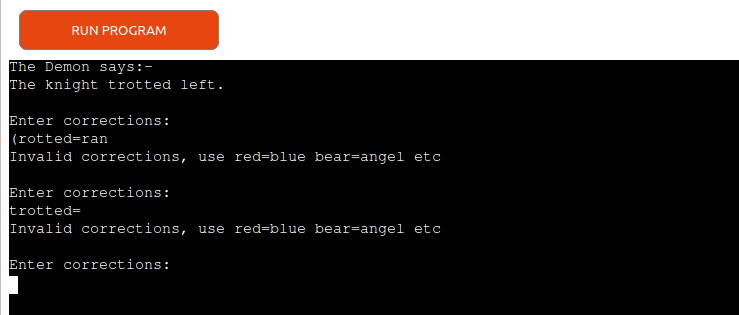 RUN PROGRAM
The Demon says:-
The knight trotted left.
Enter corrections:
(rotted=ran
Invalid corrections, use red=blue bear=angel etc
Enter corrections:
trotted=
Invalid corrections, use red=blue bear=angel etc
Enter corrections: